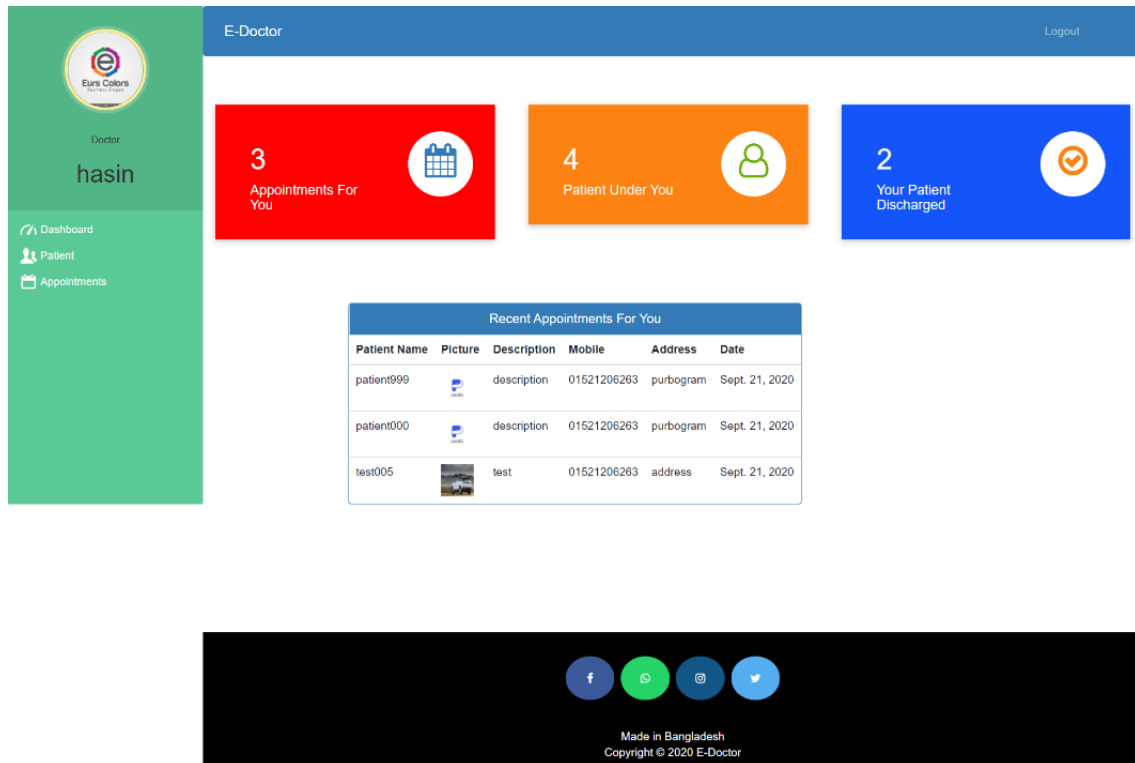 Eurs Colors
Doctor
hasin
Dashboard
Patient
Appointments
E-Doctor
Logout
3
Appointments For
You
4
Patient Under You
2
Your Patient
Discharged
Recent Appointments For You
Patient Name Picture Description Mobile Address Date
patient999 description 01521206263 purbogram Sept. 21, 2020
patient000 description 01521206263 purbogram Sept. 21, 2020
test005 test 01521206263 address Sept. 21, 2020
Made in Bangladesh
Copyright © 2020 E-Doctor